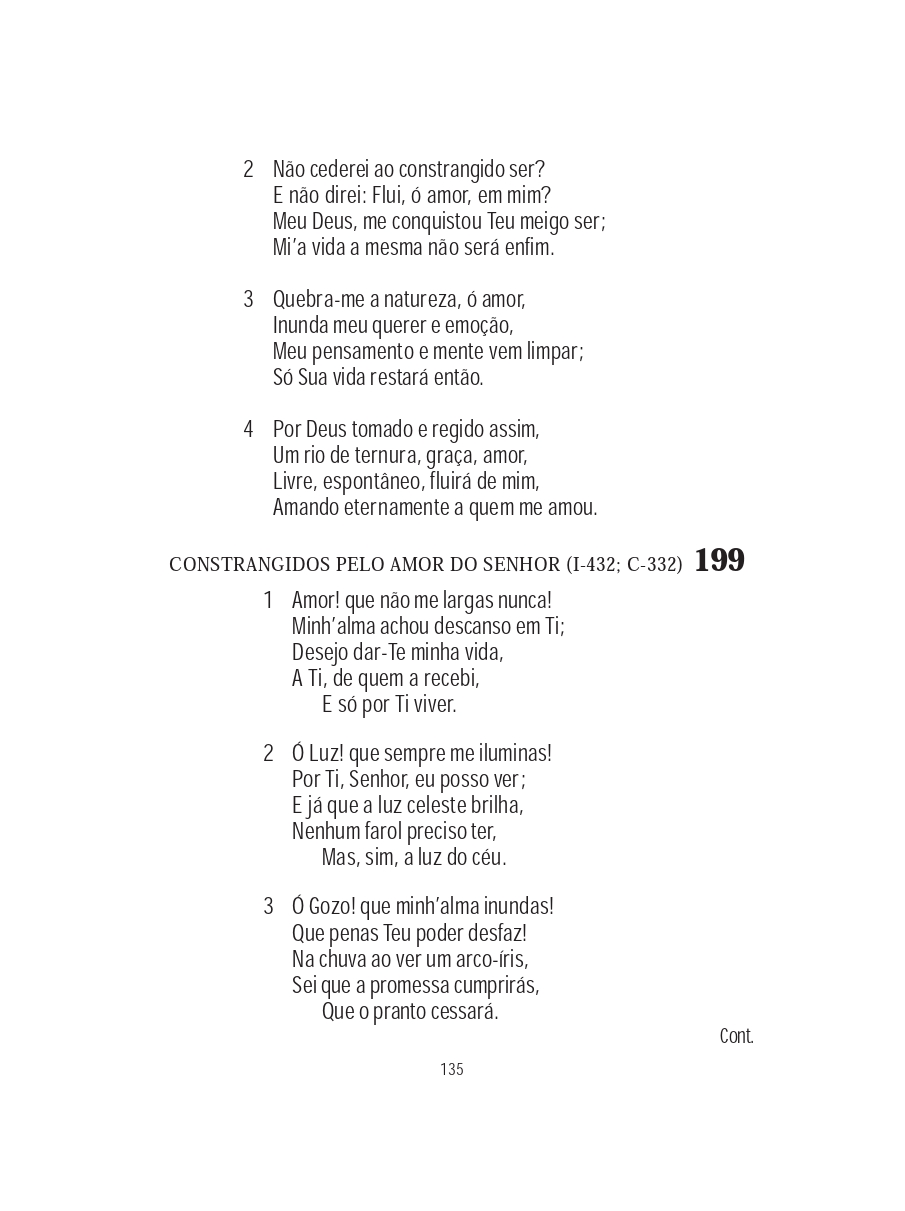 2 Não cederei ao constrangido ser?
E não direi: Flui, ó amor, em mim?
Meu Deus, me conquistou Teu meigo ser;
Mi’a vida a mesma não será enfim.
3 Quebra-me a natureza, ó amor,
Inunda meu querer e emoção,
Meu pensamento e mente vem limpar;
Só Sua vida restará então.
4 Por Deus tomado e regido assim,
Um rio de ternura, graça, amor,
Livre, espontâneo, fluirá de mim,
Amando eternamente a quem me amou.
CONSTRANGIDOS PELO AMOR DO SENHOR (I-432; C-332) 199
1 Amor! que não me largas nunca!
Minh’alma achou descanso em Ti;
Desejo dar-Te minha vida,
A Ti, de quem a recebi,
E só por Ti viver.
2 Ó Luz! que sempre me iluminas!
Por Ti, Senhor, eu posso ver;
E já que a luz celeste brilha,
Nenhum farol preciso ter,
Mas, sim, a luz do céu.
3 Ó Gozo! que minh’alma inundas!
Que penas Teu poder desfaz!
Na chuva ao ver um arco-íris,
Sei que a promessa cumprirás,
Que o pranto cessará.
Cont.
135